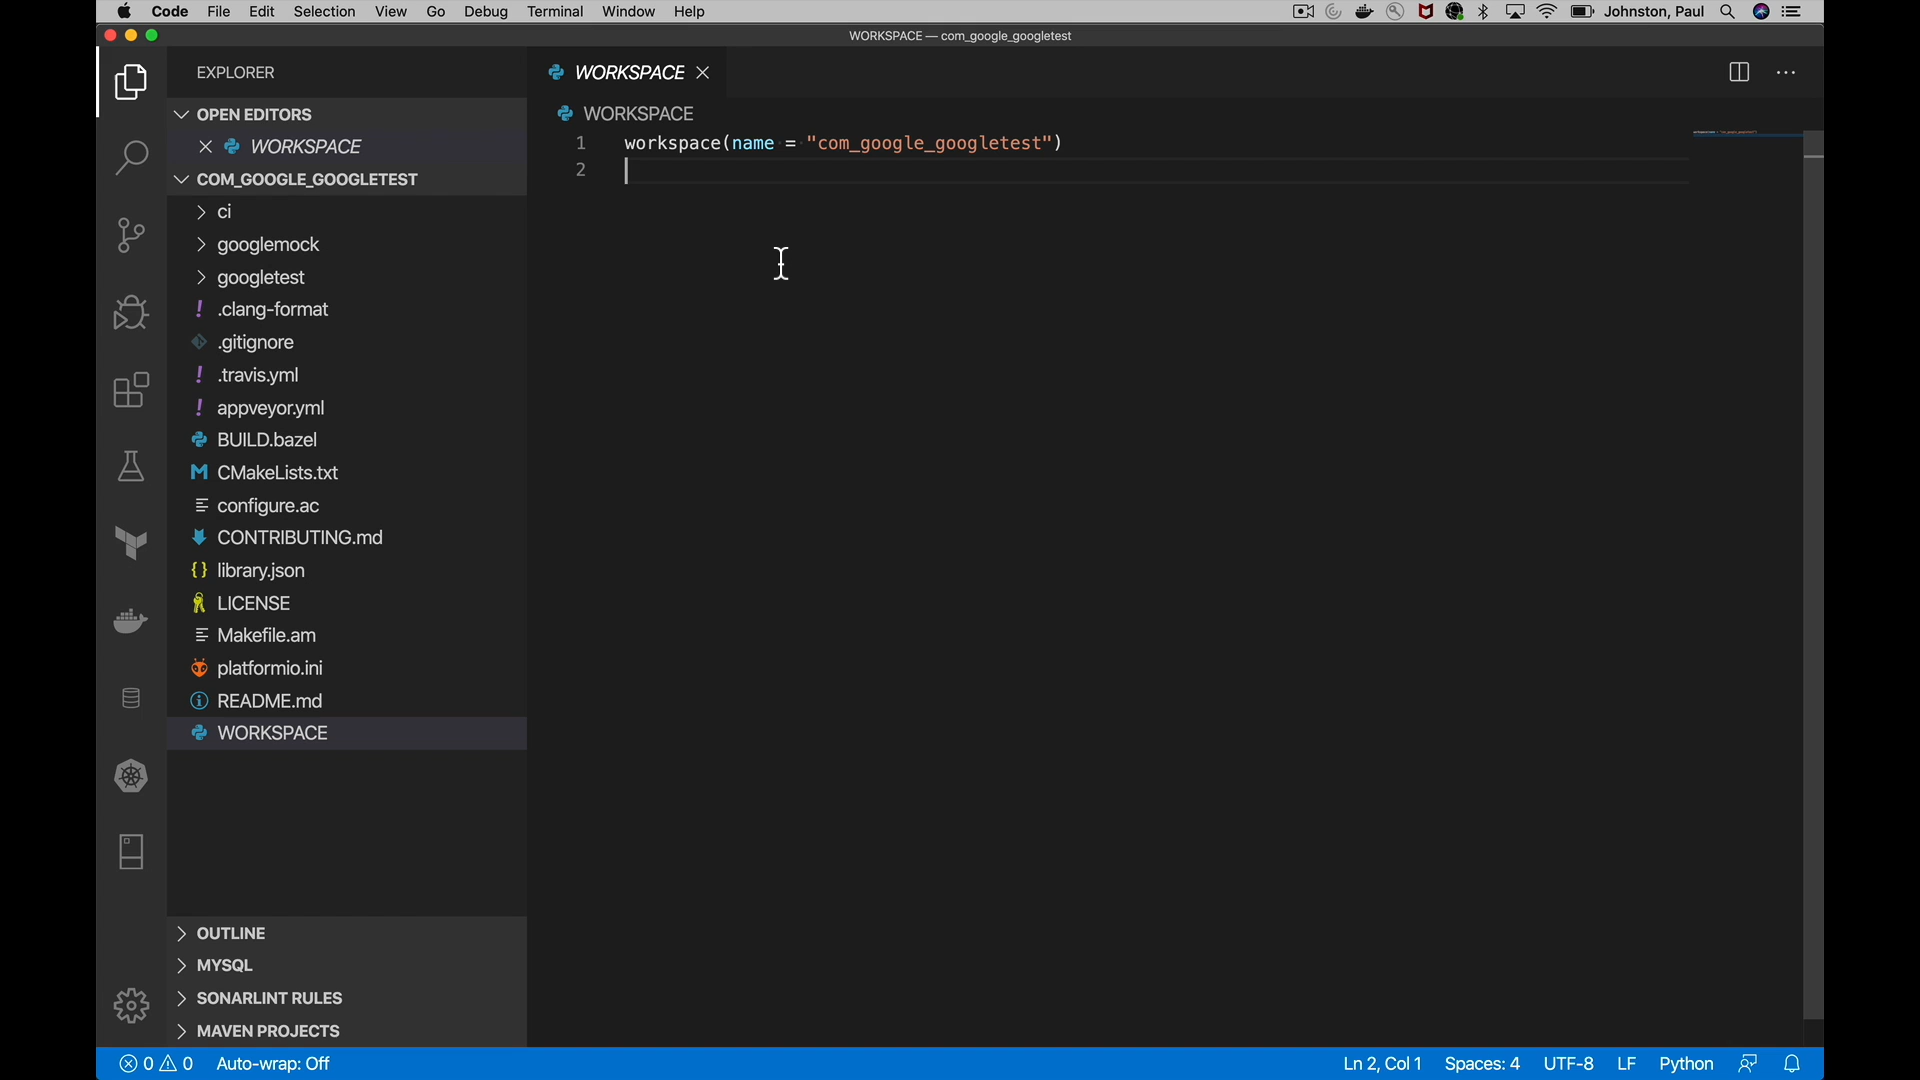 Code File Edit Selection View Go Debug Terminal Window Help Johnston, Paul
WORKSPACE — com_google_googletest
EXPLORER
WORKSPACE
OPEN EDITORS
WORKSPACE
WORKSPACE
1 workspace(name = "com_google_googletest")
2
COM_GOOGLE_GOOGLETEST
ci
googlemock
googletest
.clang-format
.gitignore
.travis.yml
appveyor.yml
BUILD.bazel
CMakeLists.txt
configure.ac
CONTRIBUTING.md
library.json
LICENSE
Makefile.am
platformio.ini
README.md
WORKSPACE
OUTLINE
MYSQL
SONARLINT RULES
MAVEN PROJECTS
0 0 Auto-wrap: Off Ln 2, Col 1 Spaces: 4 UTF-8 LF Python